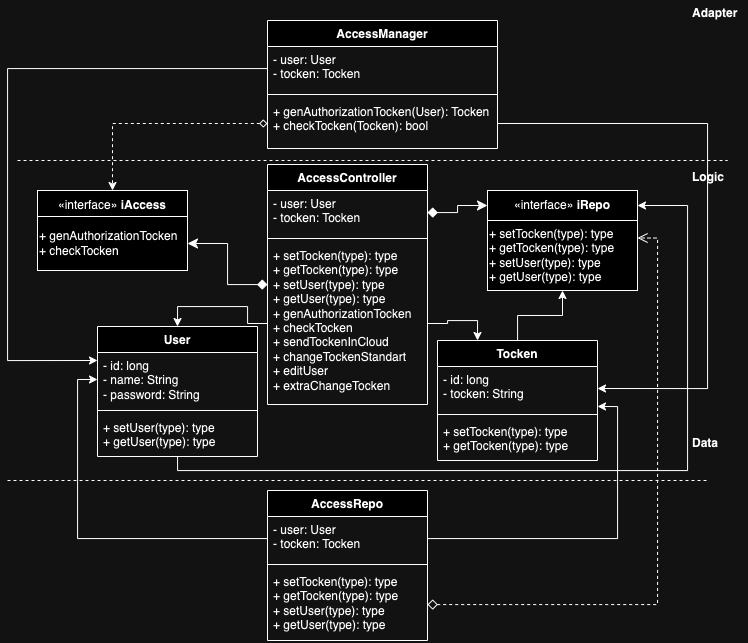 Adapter
AccessManager
- user: User
- tocken: Tocken
+ genAuthorizationTocken(User): Tocken
+ checkTocken(Tocken): bool
Logic
«interface» iAccess
+ genAuthorizationTocken
+ checkTocken
AccessController
- user: User
- tocken: Tocken
+ setTocken(type): type
+ getTocken(type): type
+ setUser(type): type
+ getUser(type): type
+ genAuthorizationTocken
+ checkTocken
+ sendTockenInCloud
+ changeTockenStandart
+ editUser
+ extraChangeTocken
«interface» iRepo
+ setTocken(type): type
+ getTocken(type): type
+ setUser(type): type
+ getUser(type): type
User
- id: long
- name: String
- password: String
+ setUser(type): type
+ getUser(type): type
Tocken
- id: long
- tocken: String
+ setTocken(type): type
+ getTocken(type): type
Data
AccessRepo
- user: User
- tocken: Tocken
+ setTocken(type): type
+ getTocken(type): type
+ setUser(type): type
+ getUser(type): type